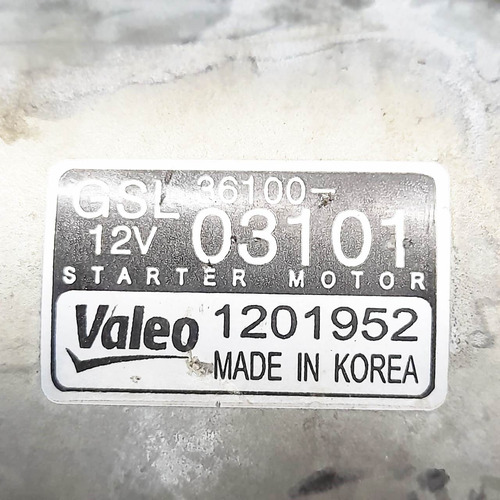 GSL 36100-
12V 03101
STARTER MOTOR
Valeo 1201952
MADE IN KOREA